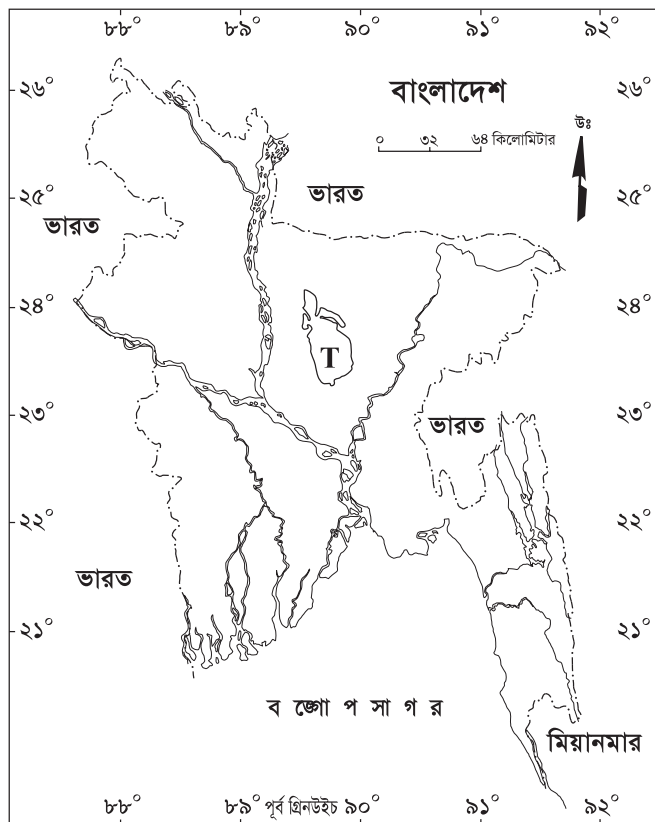 ৮৮° ৮৯° ৯০ ৯১° ৯২°
২৬° বাংলাদেশ ২৬°
উঃ
০ ৩২ ৬৪ কিলোমিটার
২৫° ভারত ২৫°
ভারত
২৪° ২৪°
T
২৩° ২৩°
ভারত
২২° ২২°
ভারত
২১° ২১°
ব ঙ্গো প সা গ র
মিয়ানমার
৮৮° ৮৯° পূর্ব গ্রিনউইচ ৯০ ৯১° ৯২°